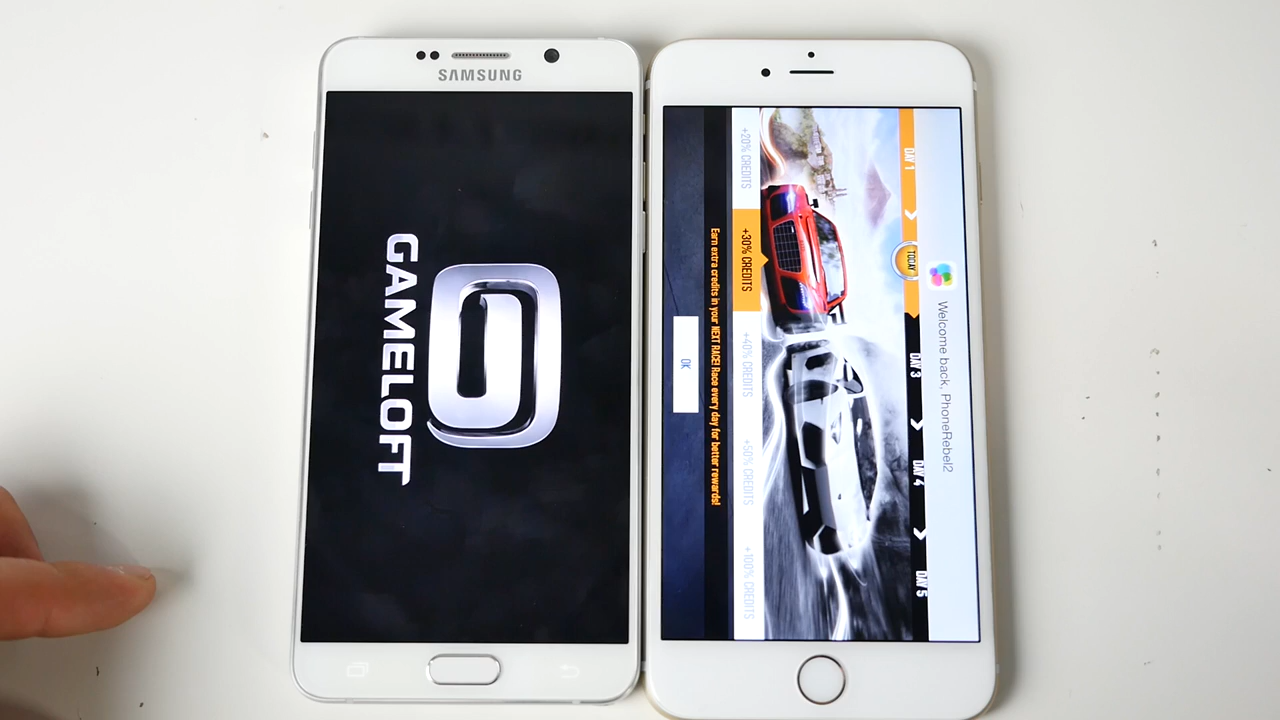 SAMSUNG
GAMELOFT
Welcome back, PhoneRebel2
DAY 1
TODAY
DAY 3
DAY 4
DAY 5
+20% CREDITS
+30% CREDITS
+40% CREDITS
+50% CREDITS
+100% CREDITS
Earn extra credits in your NEXT RACE! Race every day for better rewards!
OK